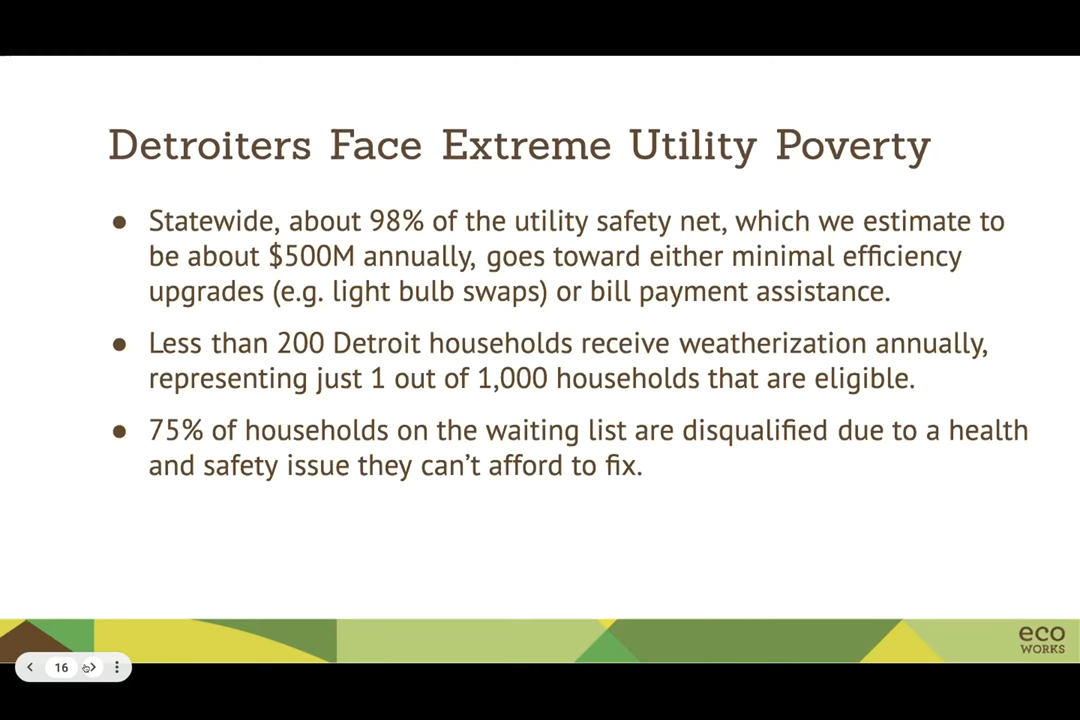 Detroiters Face Extreme Utility Poverty
● Statewide, about 98% of the utility safety net, which we estimate to
be about $500M annually, goes toward either minimal efficiency
upgrades (e.g. light bulb swaps) or bill payment assistance.
● Less than 200 Detroit households receive weatherization annually,
representing just 1 out of 1,000 households that are eligible.
● 75% of households on the waiting list are disqualified due to a health
and safety issue they can’t afford to fix.
eco
WORKS
16